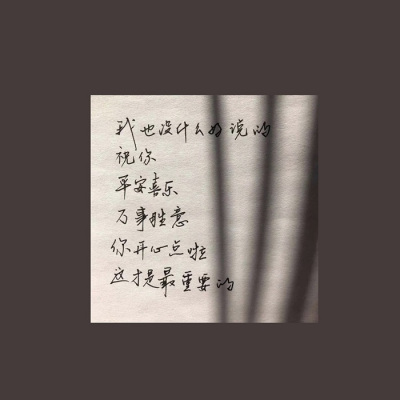 我也没什么好说的
祝你
平安喜乐
万事胜意
你开心点啦
这才是最重要的